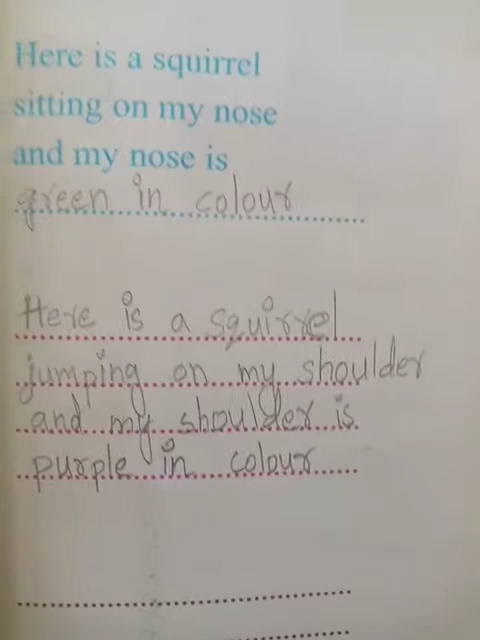 Here is a squirrel
sitting on my nose
and my nose is
green in colour
Here is a squirrel
jumping on my shoulder
and my shoulder is
purple in colour